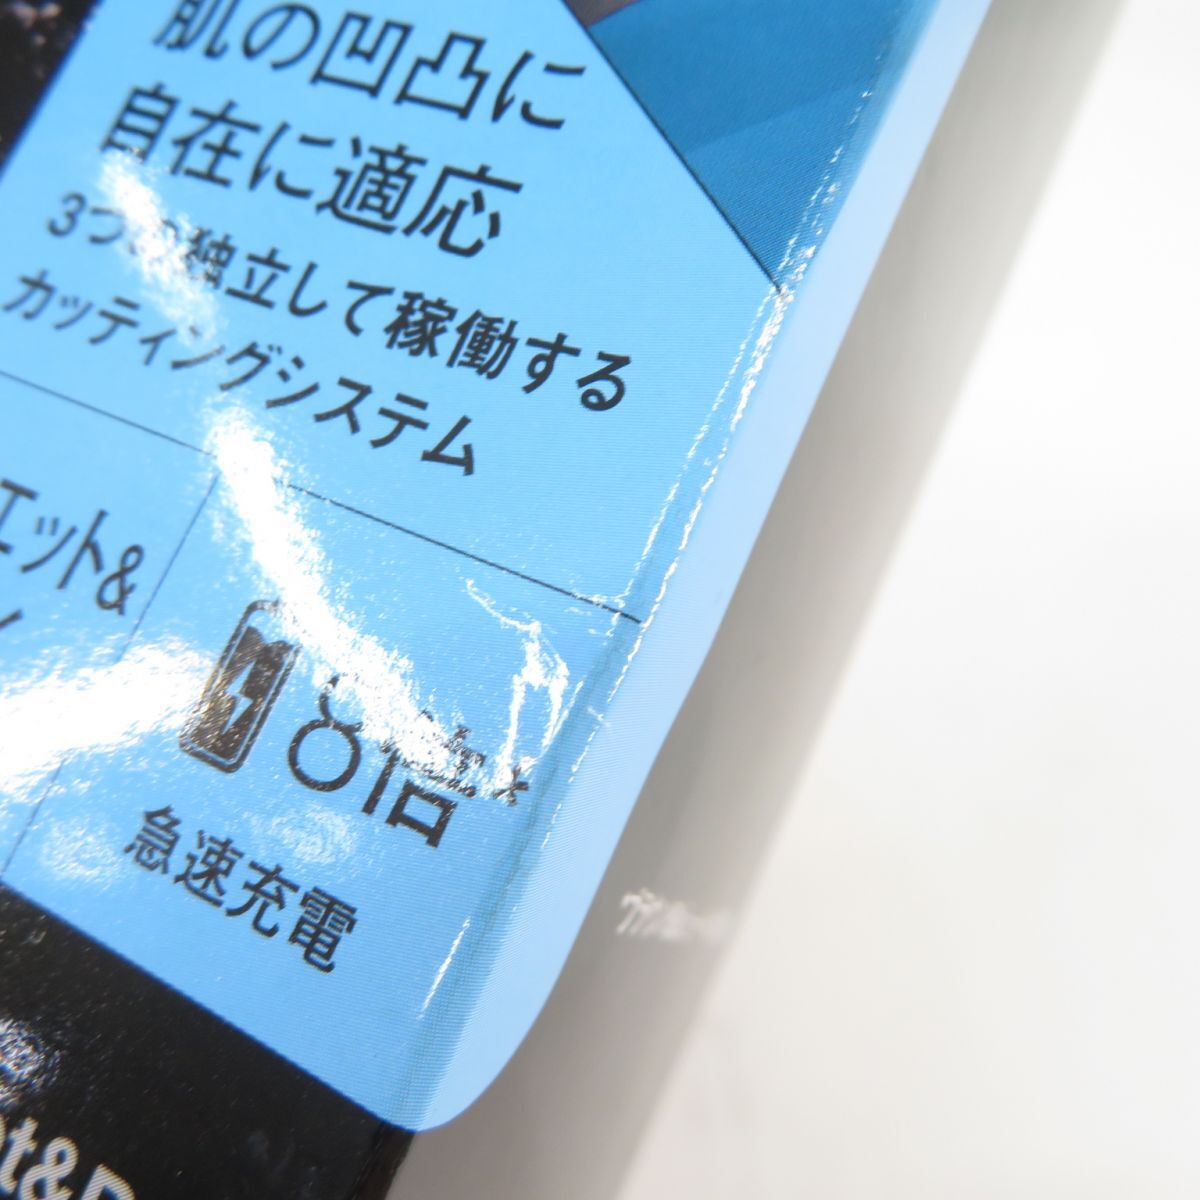 肌の凹凸に
自在に適応
3つの独立して稼働する
カッティングシステム
エット&
8倍*
急速充電
et&D